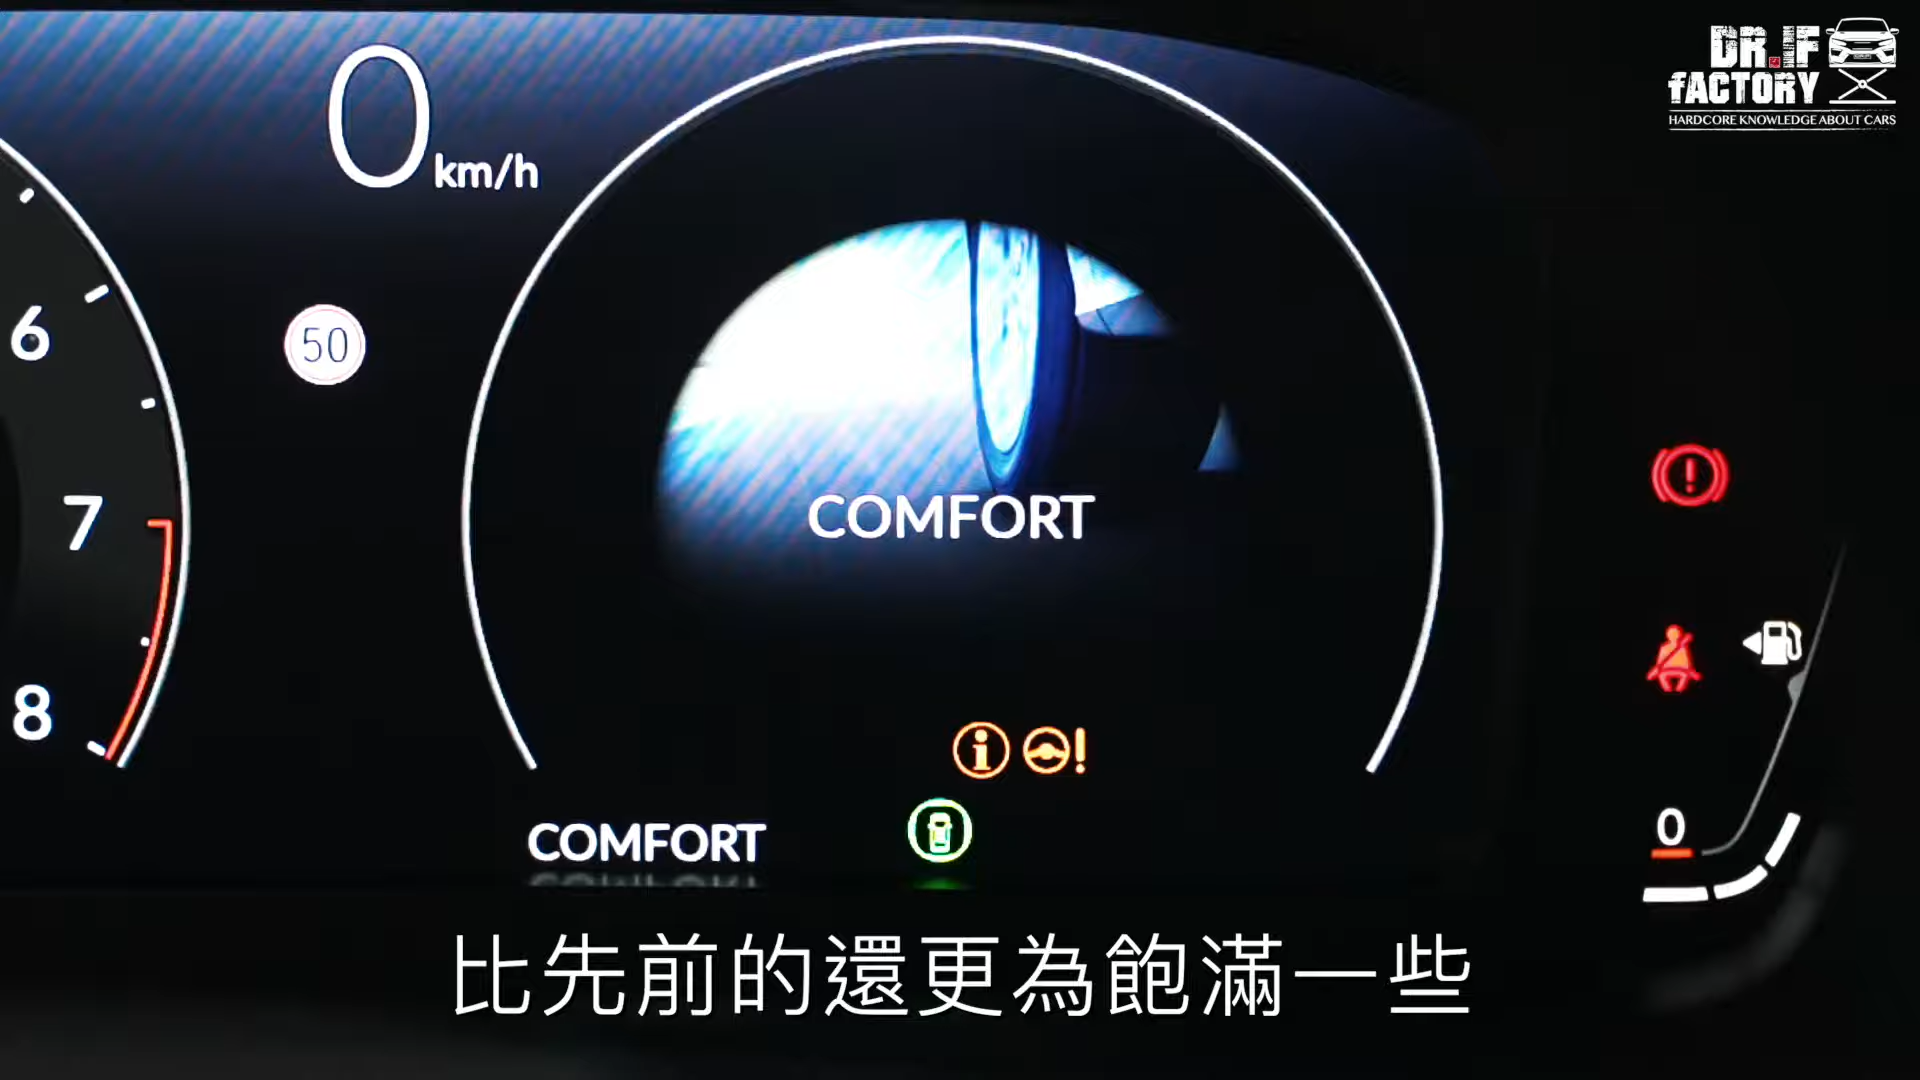 DR.IF
fACTORY
HARDCORE KNOWLEDGE ABOUT CARS
0 km/h
6
50
7
COMFORT
8
COMFORT
0
比先前的還更為飽滿一些